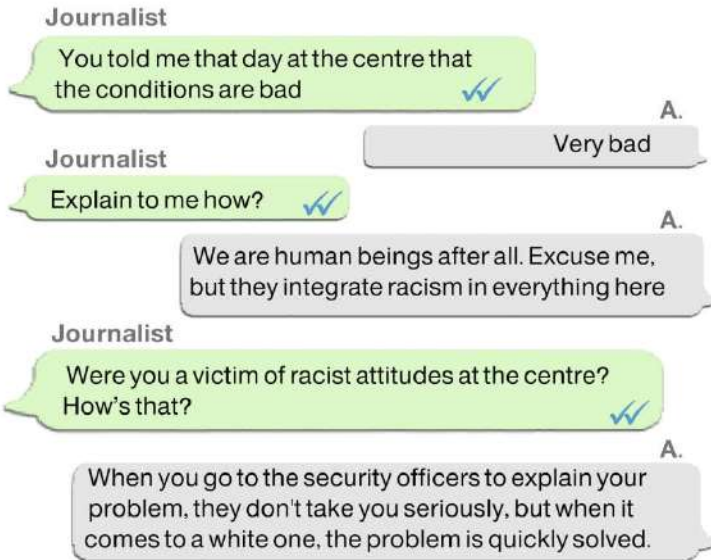 Journalist
You told me that day at the centre that
the conditions are bad
A.
Very bad
Journalist
Explain to me how?
A.
We are human beings after all. Excuse me,
but they integrate racism in everything here
Journalist
Were you a victim of racist attitudes at the centre?
How's that?
A.
When you go to the security officers to explain your
problem, they don't take you seriously, but when it
comes to a white one, the problem is quickly solved.